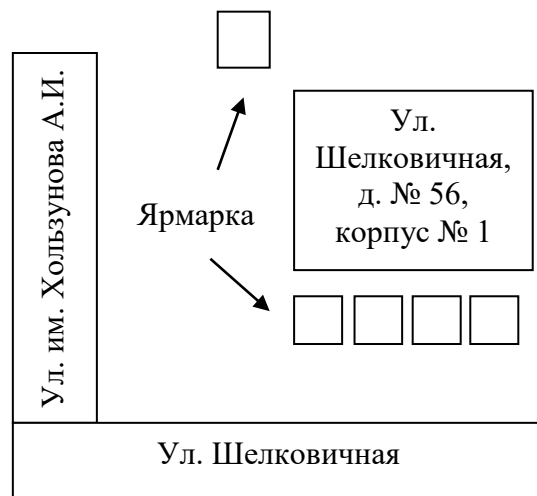 Ул. им. Хользунова А.И.
Ул.
Шелковичная,
д. № 56,
корпус № 1
Ярмарка
Ул. Шелковичная